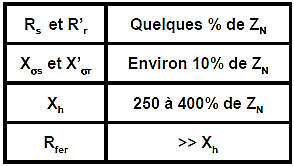 Rs et R’r Quelques % de ZN
Xσs et X’σr Environ 10% de ZN
Xh 250 à 400% de ZN
Rfer >> Xh